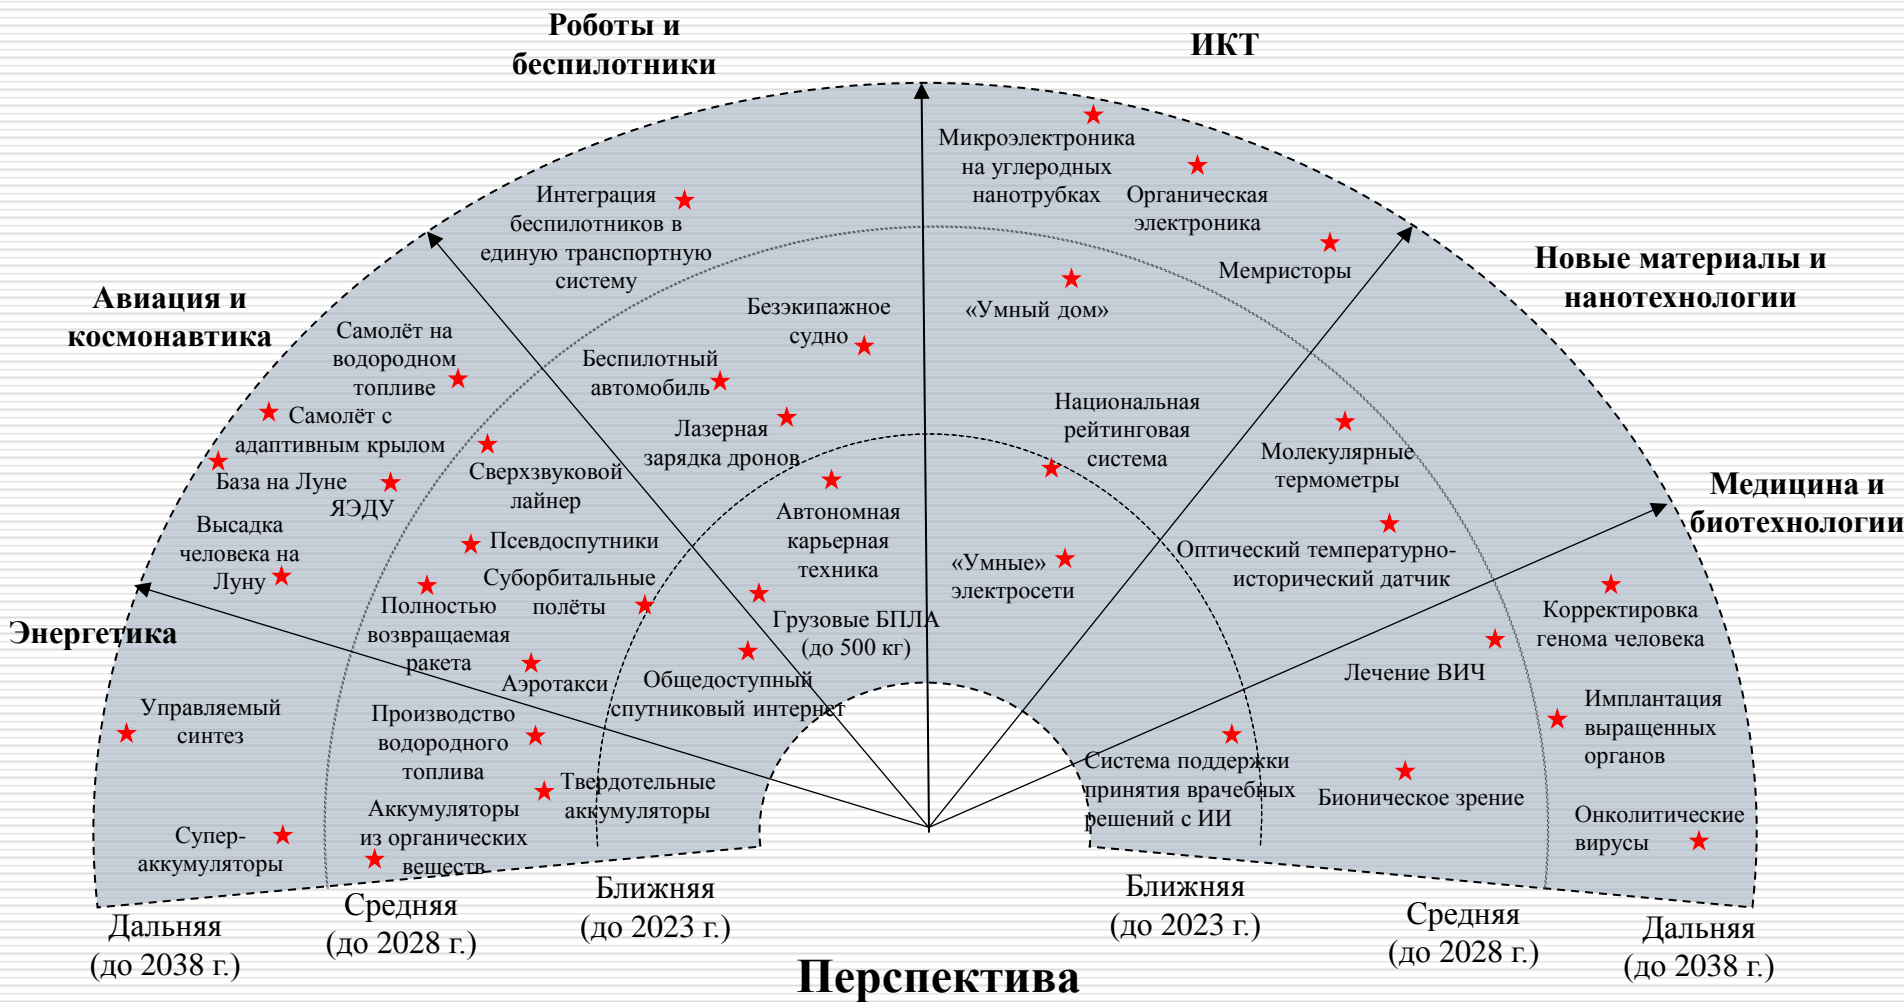 Роботы и
беспилотники
ИКТ
Микроэлектроника
на углеродных
нанотрубках
Органическая
электроника
Мемристоры
Интеграция
беспилотников в
единую транспортную
систему
Новые материалы и
нанотехнологии
Авиация и
космонавтика
Самолёт на
водородном
топливе
Безэкипажное
судно
«Умный дом»
Беспилотный
автомобиль
Самолёт с
адаптивным крылом
Лазерная
зарядка дронов
Национальная
рейтинговая
система
Молекулярные
термометры
База на Луне
ЯЭДУ
Сверхзвуковой
лайнер
Медицина и
биотехнологии
Высадка
человека на
Луну
Псевдоспутники
Автономная
карьерная
техника
«Умные»
электросети
Оптический температурно-
исторический датчик
Суборбитальные
полёты
Полностью
возвращаемая
ракета
Грузовые БПЛА
(до 500 кг)
Корректировка
генома человека
Энергетика
Аэротакси
Общедоступный
спутниковый интернет
Лечение ВИЧ
Управляемый
синтез
Производство
водородного
топлива
Имплантация
выращенных
органов
Твердотельные
аккумуляторы
Система поддержки
принятия врачебных
решений с ИИ
Бионическое зрение
Супер-
аккумуляторы
Аккумуляторы
из органических
веществ
Онколитические
вирусы
Дальняя
(до 2038 г.)
Средняя
(до 2028 г.)
Ближняя
(до 2023 г.)
Ближняя
(до 2023 г.)
Средняя
(до 2028 г.)
Дальняя
(до 2038 г.)
Перспектива